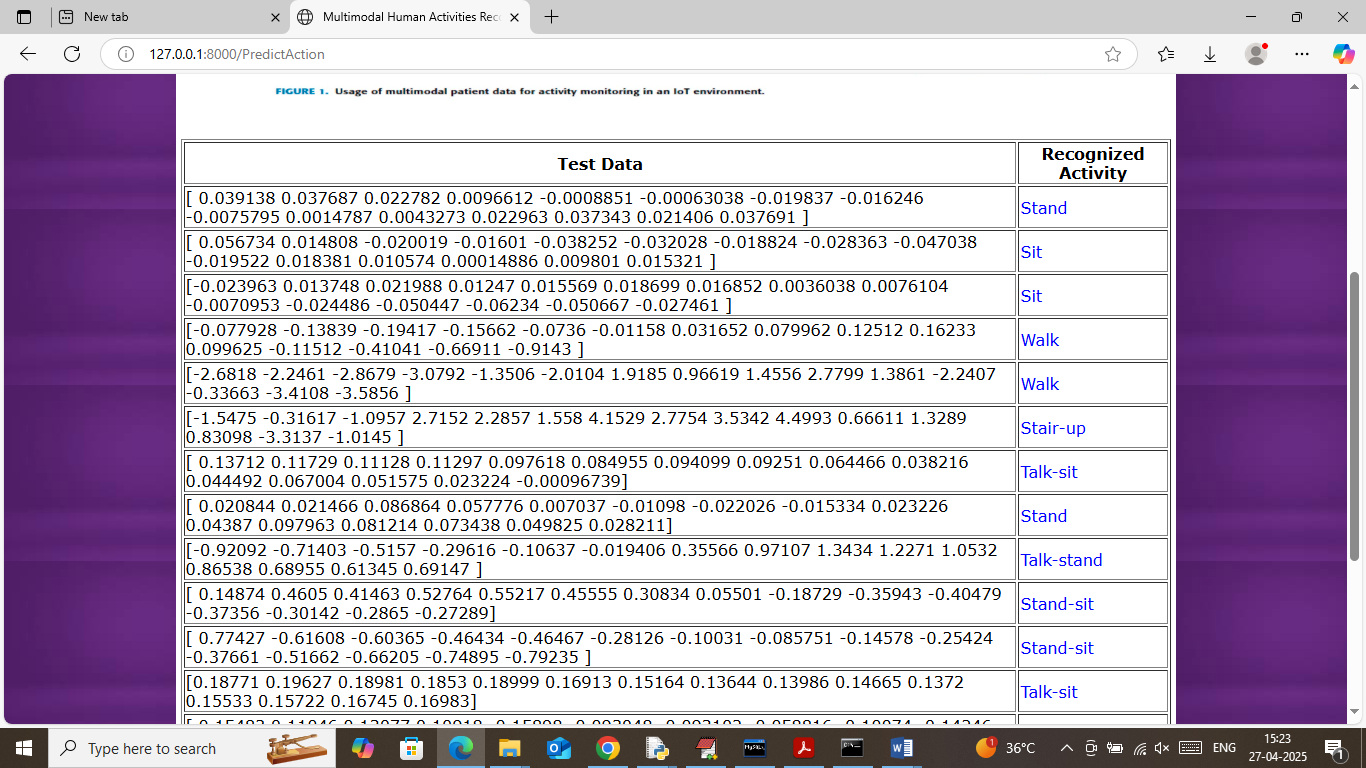 New tab
Multimodal Human Activities Rec
127.0.0.1:8000/PredictAction
FIGURE 1. Usage of multimodal patient data for activity monitoring in an IoT environment.
Test Data
Recognized
Activity
[ 0.039138 0.037687 0.022782 0.0096612 -0.0008851 -0.00063038 -0.019837 -0.016246
-0.0075795 0.0014787 0.0043273 0.022963 0.037343 0.021406 0.037691 ]
Stand
[ 0.056734 0.014808 -0.020019 -0.01601 -0.038252 -0.032028 -0.018824 -0.028363 -0.047038
-0.019522 0.018381 0.010574 0.00014886 0.009801 0.015321 ]
Sit
[-0.023963 0.013748 0.021988 0.01247 0.015569 0.018699 0.016852 0.0036038 0.0076104
-0.0070953 -0.024486 -0.050447 -0.06234 -0.050667 -0.027461 ]
Sit
[-0.077928 -0.13839 -0.19417 -0.15662 -0.0736 -0.01158 0.031652 0.079962 0.12512 0.16233
0.099625 -0.11512 -0.41041 -0.66911 -0.9143 ]
Walk
[-2.6818 -2.2461 -2.8679 -3.0792 -1.3506 -2.0104 1.9185 0.96619 1.4556 2.7799 1.3861 -2.2407
-0.33663 -3.4108 -3.5856 ]
Walk
[-1.5475 -0.31617 -1.0957 2.7152 2.2857 1.558 4.1529 2.7754 3.5342 4.4993 0.66611 1.3289
0.83098 -3.3137 -1.0145 ]
Stair-up
[ 0.13712 0.11729 0.11128 0.11297 0.097618 0.084955 0.094099 0.09251 0.064466 0.038216
0.044492 0.067004 0.051575 0.023224 -0.00096739]
Talk-sit
[ 0.020844 0.021466 0.086864 0.057776 0.007037 -0.01098 -0.022026 -0.015334 0.023226
0.04387 0.097963 0.081214 0.073438 0.049825 0.028211]
Stand
[-0.92092 -0.71403 -0.5157 -0.29616 -0.10637 -0.019406 0.35566 0.97107 1.3434 1.2271 1.0532
0.86538 0.68955 0.61345 0.69147 ]
Talk-stand
[ 0.14874 0.4605 0.41463 0.52764 0.55217 0.45555 0.30834 0.05501 -0.18729 -0.35943 -0.40479
-0.37356 -0.30142 -0.2865 -0.27289]
Stand-sit
[ 0.77427 -0.61608 -0.60365 -0.46434 -0.46467 -0.28126 -0.10031 -0.085751 -0.14578 -0.25424
-0.37661 -0.51662 -0.66205 -0.74895 -0.79235 ]
Stand-sit
[0.18771 0.19627 0.18981 0.1853 0.18999 0.16913 0.15164 0.13644 0.13986 0.14665 0.1372
0.15533 0.15722 0.16745 0.16983]
Talk-sit
Type here to search
36°C
ENG
15:23
27-04-2025